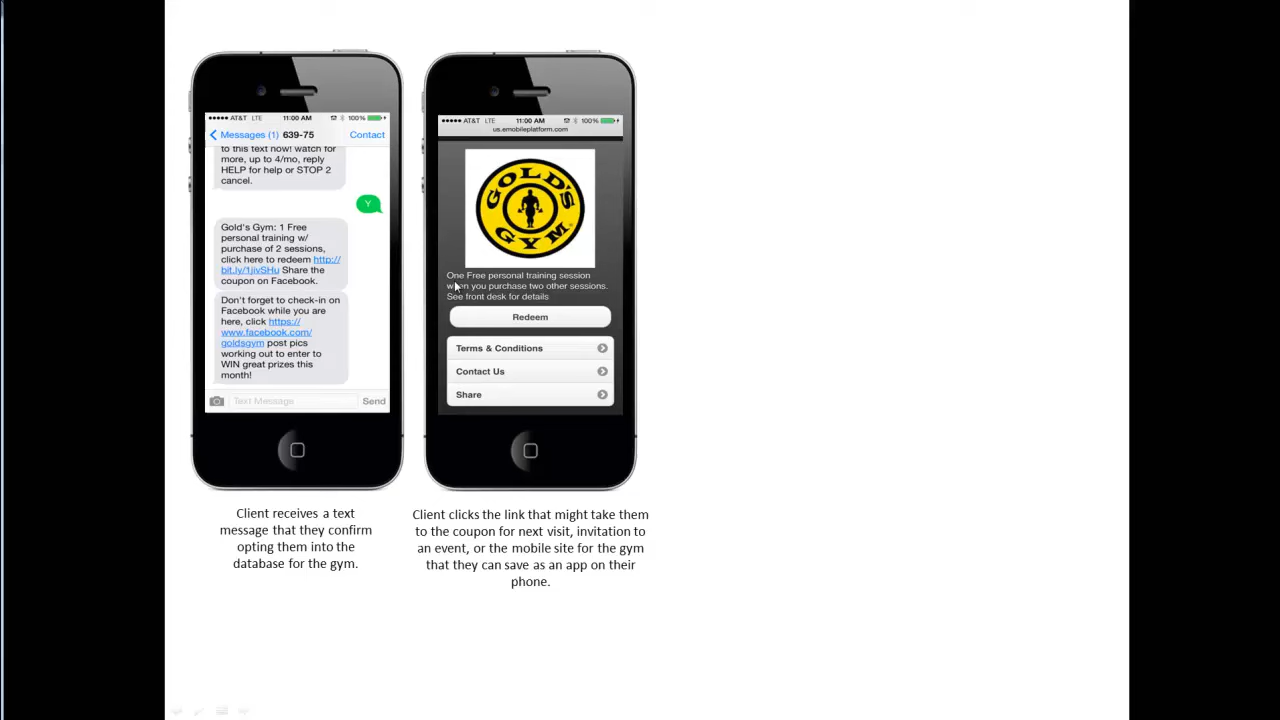 AT&T LTE 11:00 AM 100%
Messages (1) 639-75 Contact
to this text now! watch for
more, up to 4/mo, reply
HELP for help or STOP 2
cancel.
Y
Gold's Gym: 1 Free
personal training w/
purchase of 2 sessions,
click here to redeem http://
bit.ly/1jivSHu Share the
coupon on Facebook.
Don't forget to check-in on
Facebook while you are
here, click https://
www.facebook.com/
goldsgym post pics
working out to enter to
WIN great prizes this
month!
Text Message Send
Client receives a text
message that they confirm
opting them into the
database for the gym.
AT&T LTE 11:00 AM 100%
us.emobileplatform.com
GOLD'S
GYM
One Free personal training session
when you purchase two other sessions.
See front desk for details
Redeem
Terms & Conditions
Contact Us
Share
Client clicks the link that might take them
to the coupon for next visit, invitation to
an event, or the mobile site for the gym
that they can save as an app on their
phone.